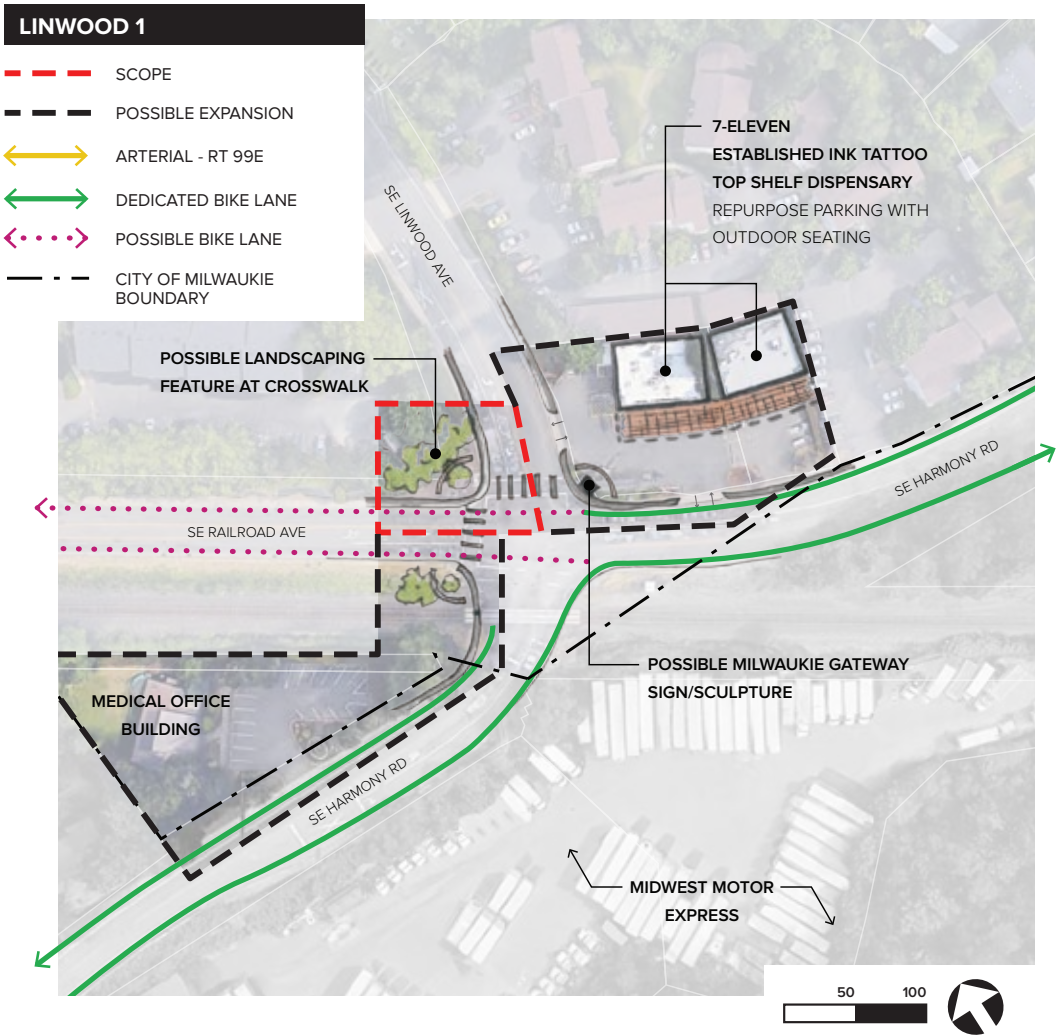 LINWOOD 1
SCOPE
POSSIBLE EXPANSION
ARTERIAL - RT 99E
DEDICATED BIKE LANE
POSSIBLE BIKE LANE
CITY OF MILWAUKIE
BOUNDARY
7-ELEVEN
ESTABLISHED INK TATTOO
TOP SHELF DISPENSARY
REPURPOSE PARKING WITH
OUTDOOR SEATING
SE LINWOOD AVE
POSSIBLE LANDSCAPING
FEATURE AT CROSSWALK
SE HARMONY RD
SE RAILROAD AVE
POSSIBLE MILWAUKIE GATEWAY
SIGN/SCULPTURE
MEDICAL OFFICE
BUILDING
SE HARMONY RD
MIDWEST MOTOR
EXPRESS
50 100